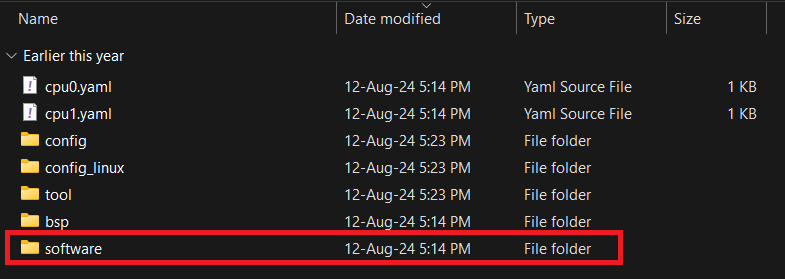 Name Date modified Type Size
Earlier this year
cpu0.yaml 12-Aug-24 5:14 PM Yaml Source File 1 KB
cpu1.yaml 12-Aug-24 5:14 PM Yaml Source File 1 KB
config 12-Aug-24 5:23 PM File folder
config_linux 12-Aug-24 5:23 PM File folder
tool 12-Aug-24 5:23 PM File folder
bsp 12-Aug-24 5:14 PM File folder
software 12-Aug-24 5:14 PM File folder